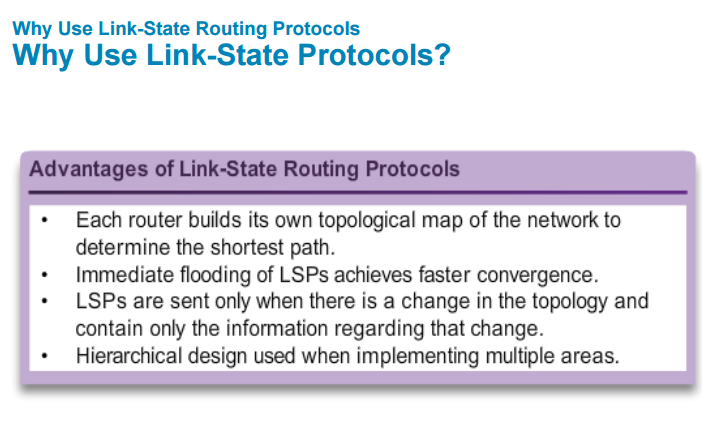 Why Use Link-State Routing Protocols
Why Use Link-State Protocols?
Advantages of Link-State Routing Protocols
• Each router builds its own topological map of the network to
determine the shortest path.
• Immediate flooding of LSPs achieves faster convergence.
• LSPs are sent only when there is a change in the topology and
contain only the information regarding that change.
• Hierarchical design used when implementing multiple areas.